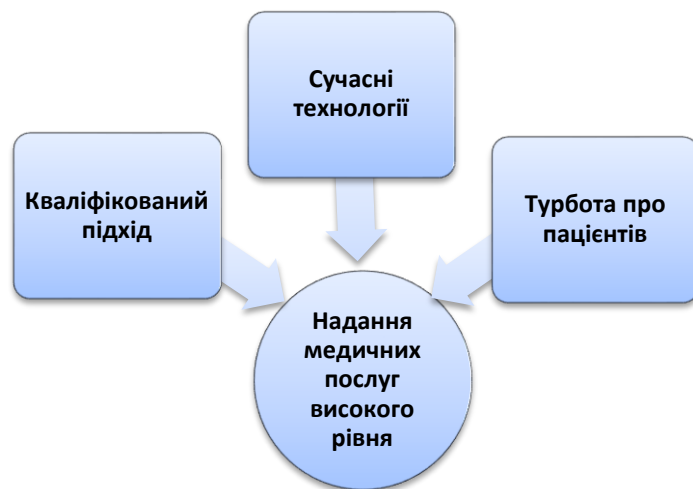 Сучасні
технології
Кваліфікований
підхід
Турбота про
пацієнтів
Надання
медичних
послуг
високого
рівня